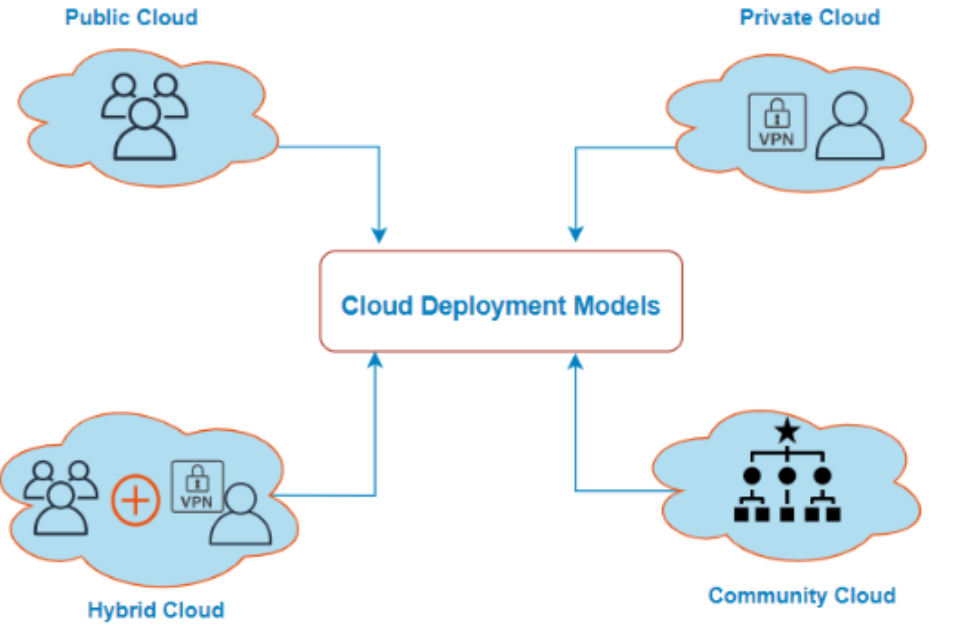 Public Cloud
Private Cloud
VPN
Cloud Deployment Models
VPN
Hybrid Cloud
Community Cloud